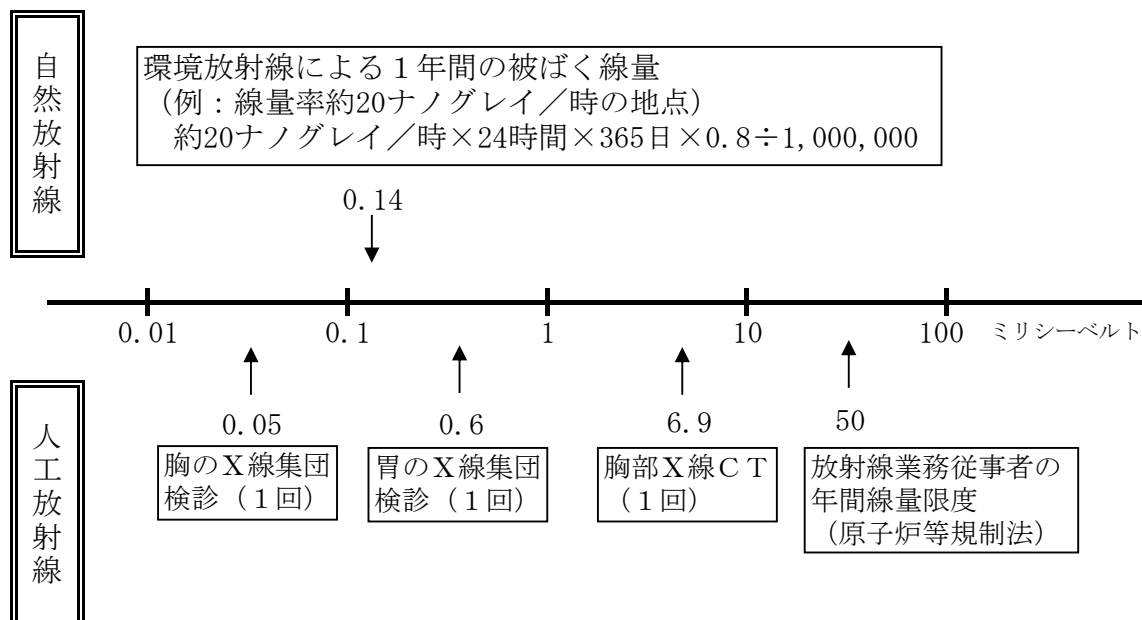 自然放射線
環境放射線による１年間の被ばく線量
（例：線量率約20ナノグレイ／時の地点）
約20ナノグレイ／時×24時間×365日×0.8÷1,000,000
0.14
0.01 0.1 1 10 100 ミリシーベルト
人工放射線
0.05 0.6 6.9 50
胸のＸ線集団
検診（１回）
胃のＸ線集団
検診（１回）
胸部Ｘ線ＣＴ
（１回）
放射線業務従事者の
年間線量限度
（原子炉等規制法）